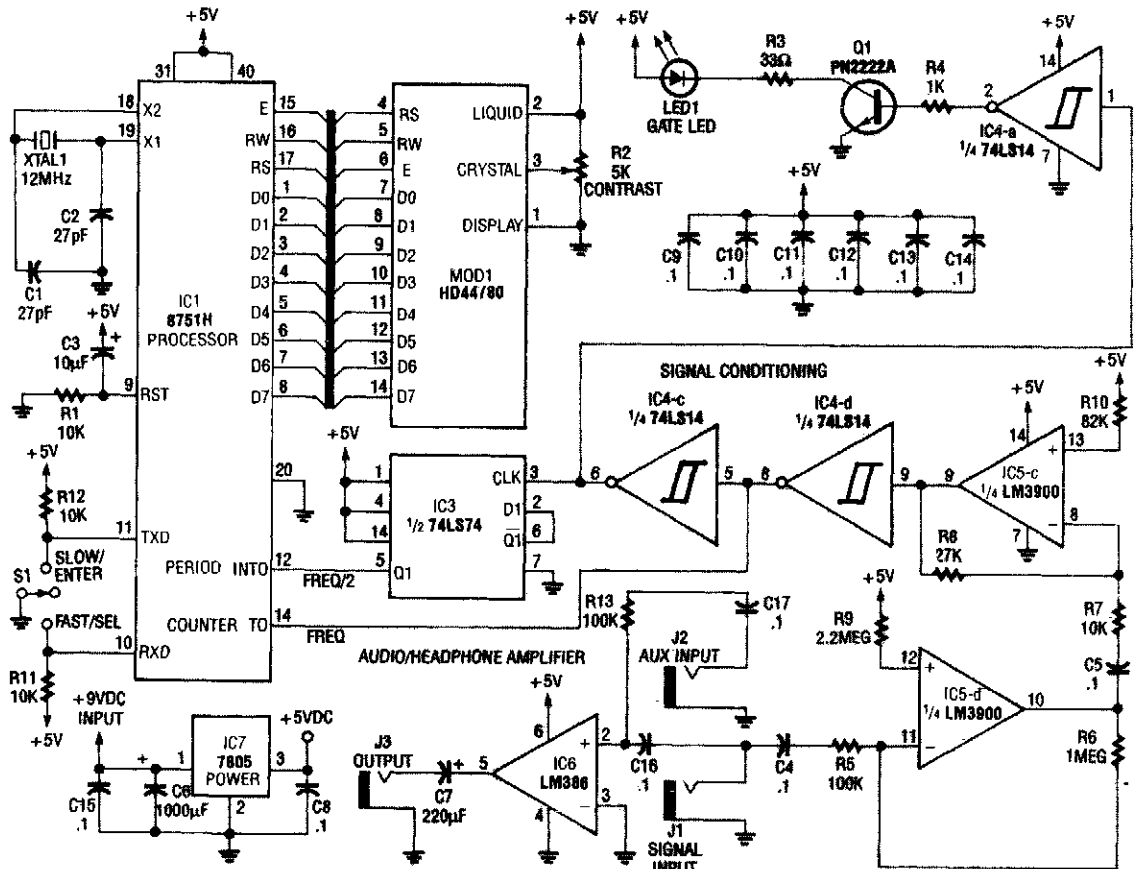 +5V
31
40
18
X2
19
X1
XTAL1
12MHz
C2
27pF
C1
27pF
+5V
C3
10µF
+
9
RST
R1
10K
IC1
8751H
PROCESSOR
E
15
RW
16
RS
17
D0
1
D1
2
D2
3
D3
4
D4
5
D5
6
D6
7
D7
8
20
4
RS
5
RW
6
E
7
D0
8
D1
9
D2
10
D3
11
D4
12
D5
13
D6
14
D7
LIQUID
2
CRYSTAL
3
DISPLAY
1
MOD1
HD44780
+5V
R2
5K
CONTRAST
+5V
LED1
GATE LED
R3
33Ω
Q1
PN2222A
R4
1K
2
+5V
14
1
IC4-a
1/4 74LS14
7
C9
.1
C10
.1
C11
.1
C12
.1
C13
.1
C14
.1
SIGNAL CONDITIONING
+5V
R12
10K
11
TXD
SLOW/
ENTER
S1
FAST/SEL
10
RXD
R11
10K
+5V
PERIOD INT0
12
COUNTER T0
14
FREQ/2
FREQ
+5V
1
4
14
5
Q1
IC3
1/2 74LS74
CLK
3
D1
2
Q1
6
7
IC4-c
1/4 74LS14
6
5
IC4-d
1/4 74LS14
8
9
+5V
14
9
IC5-c
1/4 LM3900
+
13
−
8
7
+5V
R10
82K
R8
27K
R7
10K
C5
.1
+5V
R9
2.2MEG
12
+
IC5-d
1/4 LM3900
10
11
−
R6
1MEG
R13
100K
C17
.1
J2
AUX INPUT
AUDIO/HEADPHONE AMPLIFIER
+5V
6
5
2
+
IC6
LM386
−
3
4
C16
.1
C4
.1
R5
100K
J1
SIGNAL
INPUT
J3
OUTPUT
C7
220µF
+
+9VDC
INPUT
1
IC7
7805
POWER
3
2
+5VDC
C15
.1
+
C6
1000µF
C8
.1